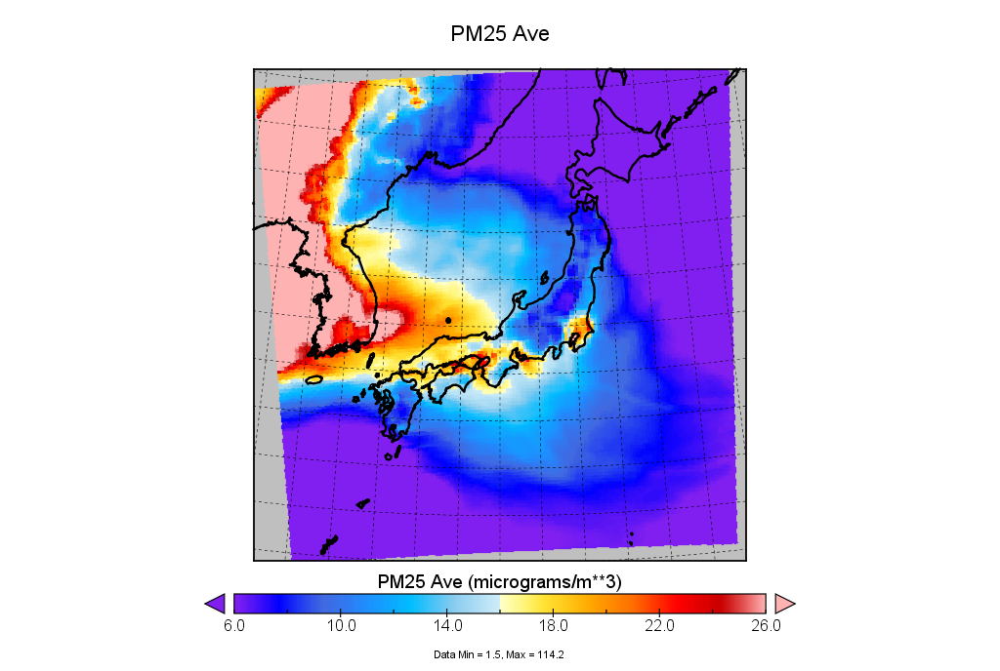 PM25 Ave
PM25 Ave (micrograms/m**3)
6.0 10.0 14.0 18.0 22.0 26.0
Data Min = 1.5, Max = 114.2